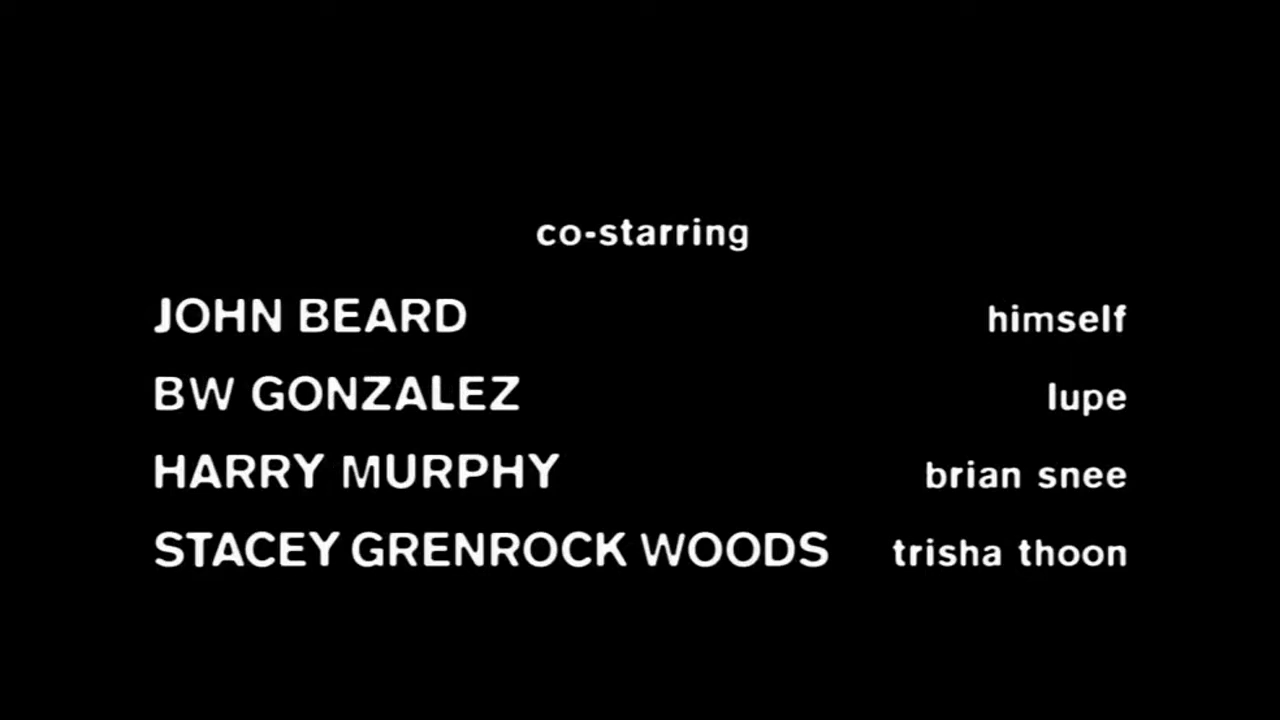 co-starring
JOHN BEARD himself
BW GONZALEZ lupe
HARRY MURPHY brian snee
STACEY GRENROCK WOODS trisha thoon